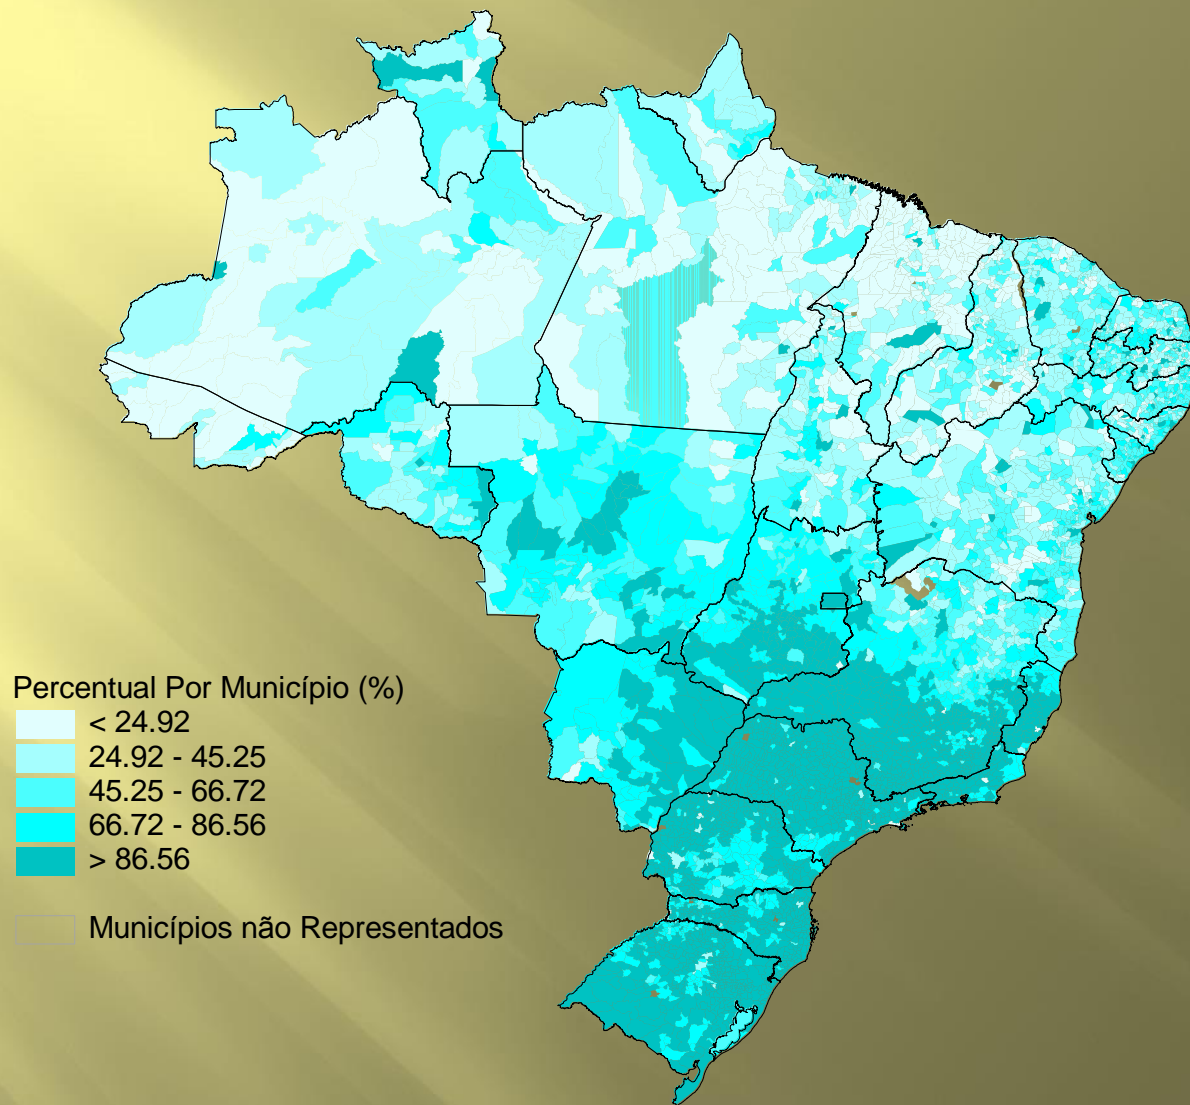 Percentual Por Município (%)
< 24.92
24.92 - 45.25
45.25 - 66.72
66.72 - 86.56
> 86.56
Municípios não Representados